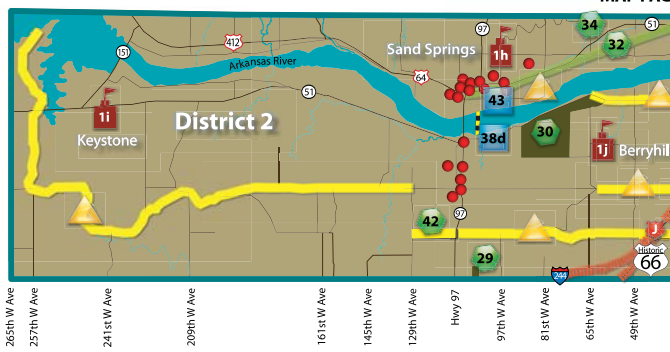 34
51
97
412
32
Sand Springs
1h
151
Arkansas River
64
51
43
1i
District 2
30
38d
Keystone
1j
97
42
J
Historic
66
29
244
265th W Ave
257th W Ave
241st W Ave
209th W Ave
161st W Ave
145th W Ave
129th W Ave
Hwy 97
97th W Ave
81st W Ave
65th W Ave
49th W Ave